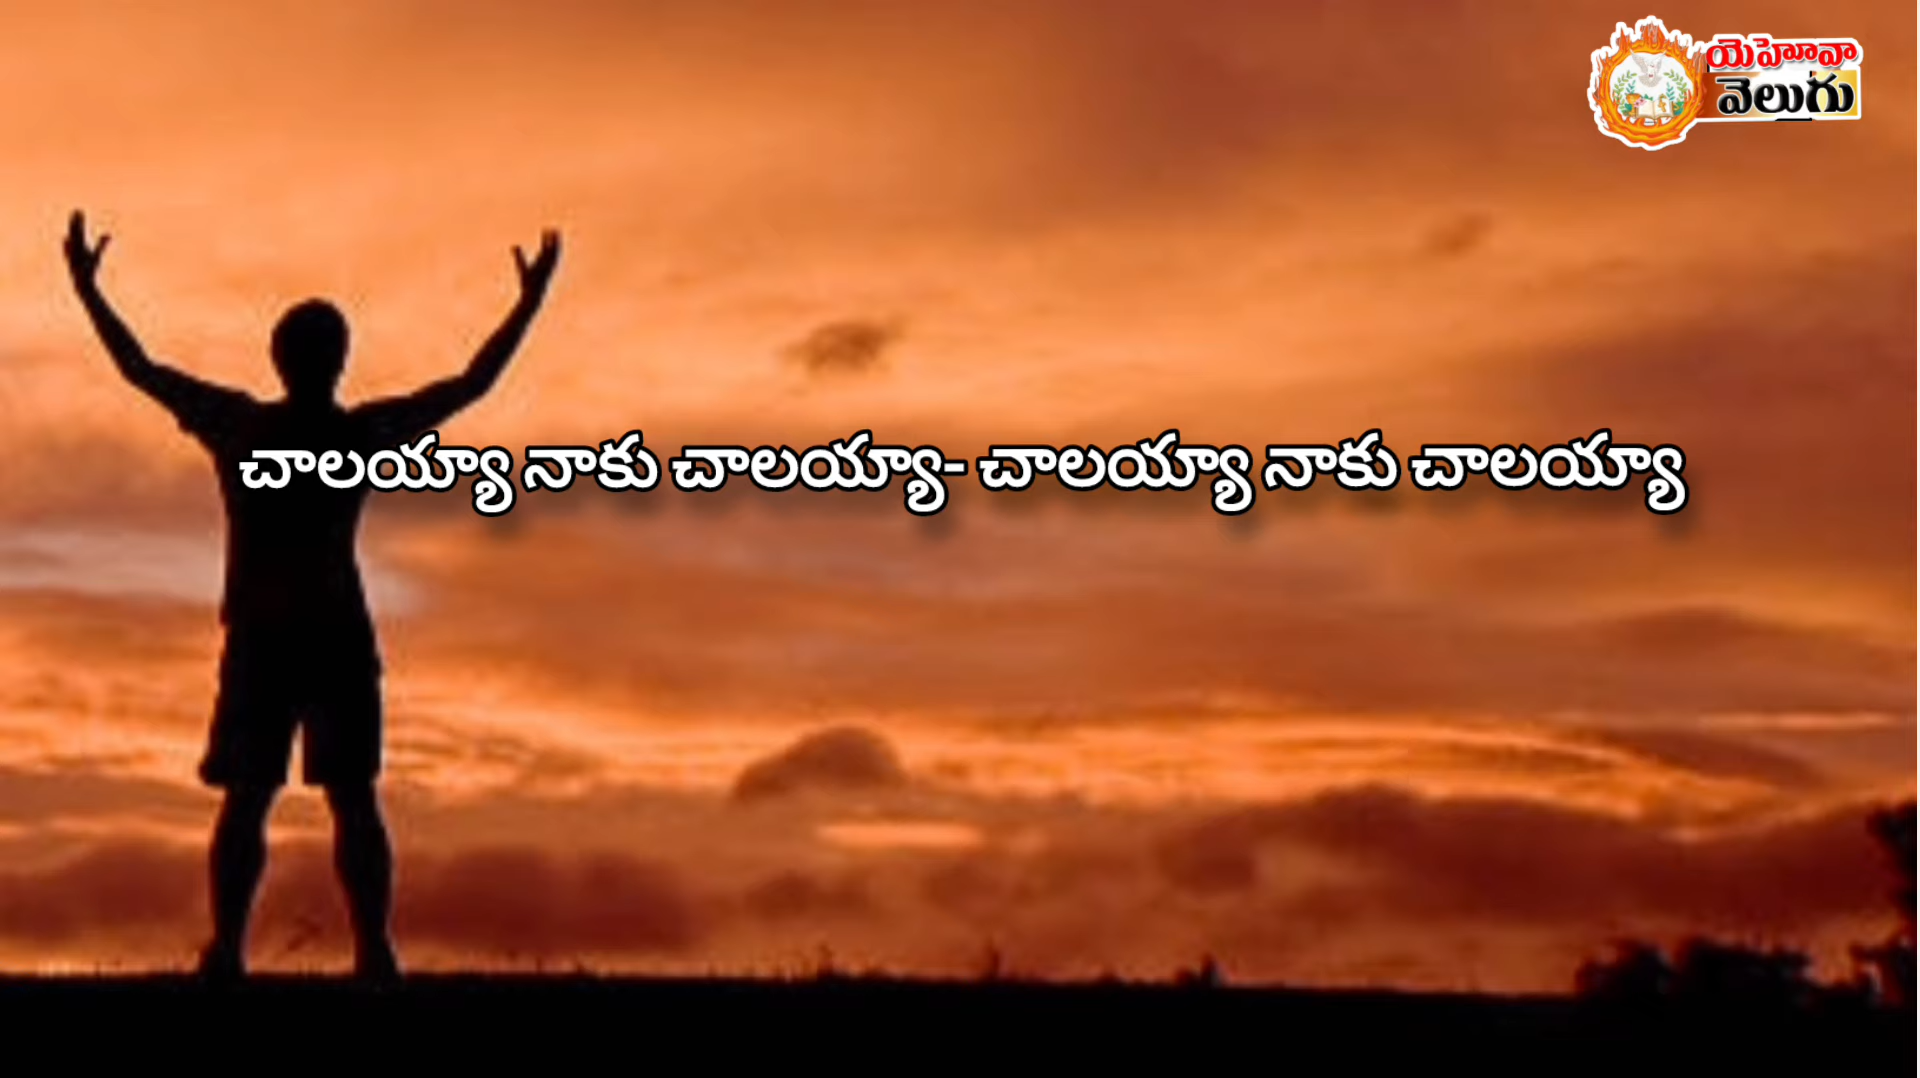 యెహెూవా
వెలుగు
చాలయ్యా నాకు చాలయ్యా- చాలయ్యా నాకు చాలయ్యా